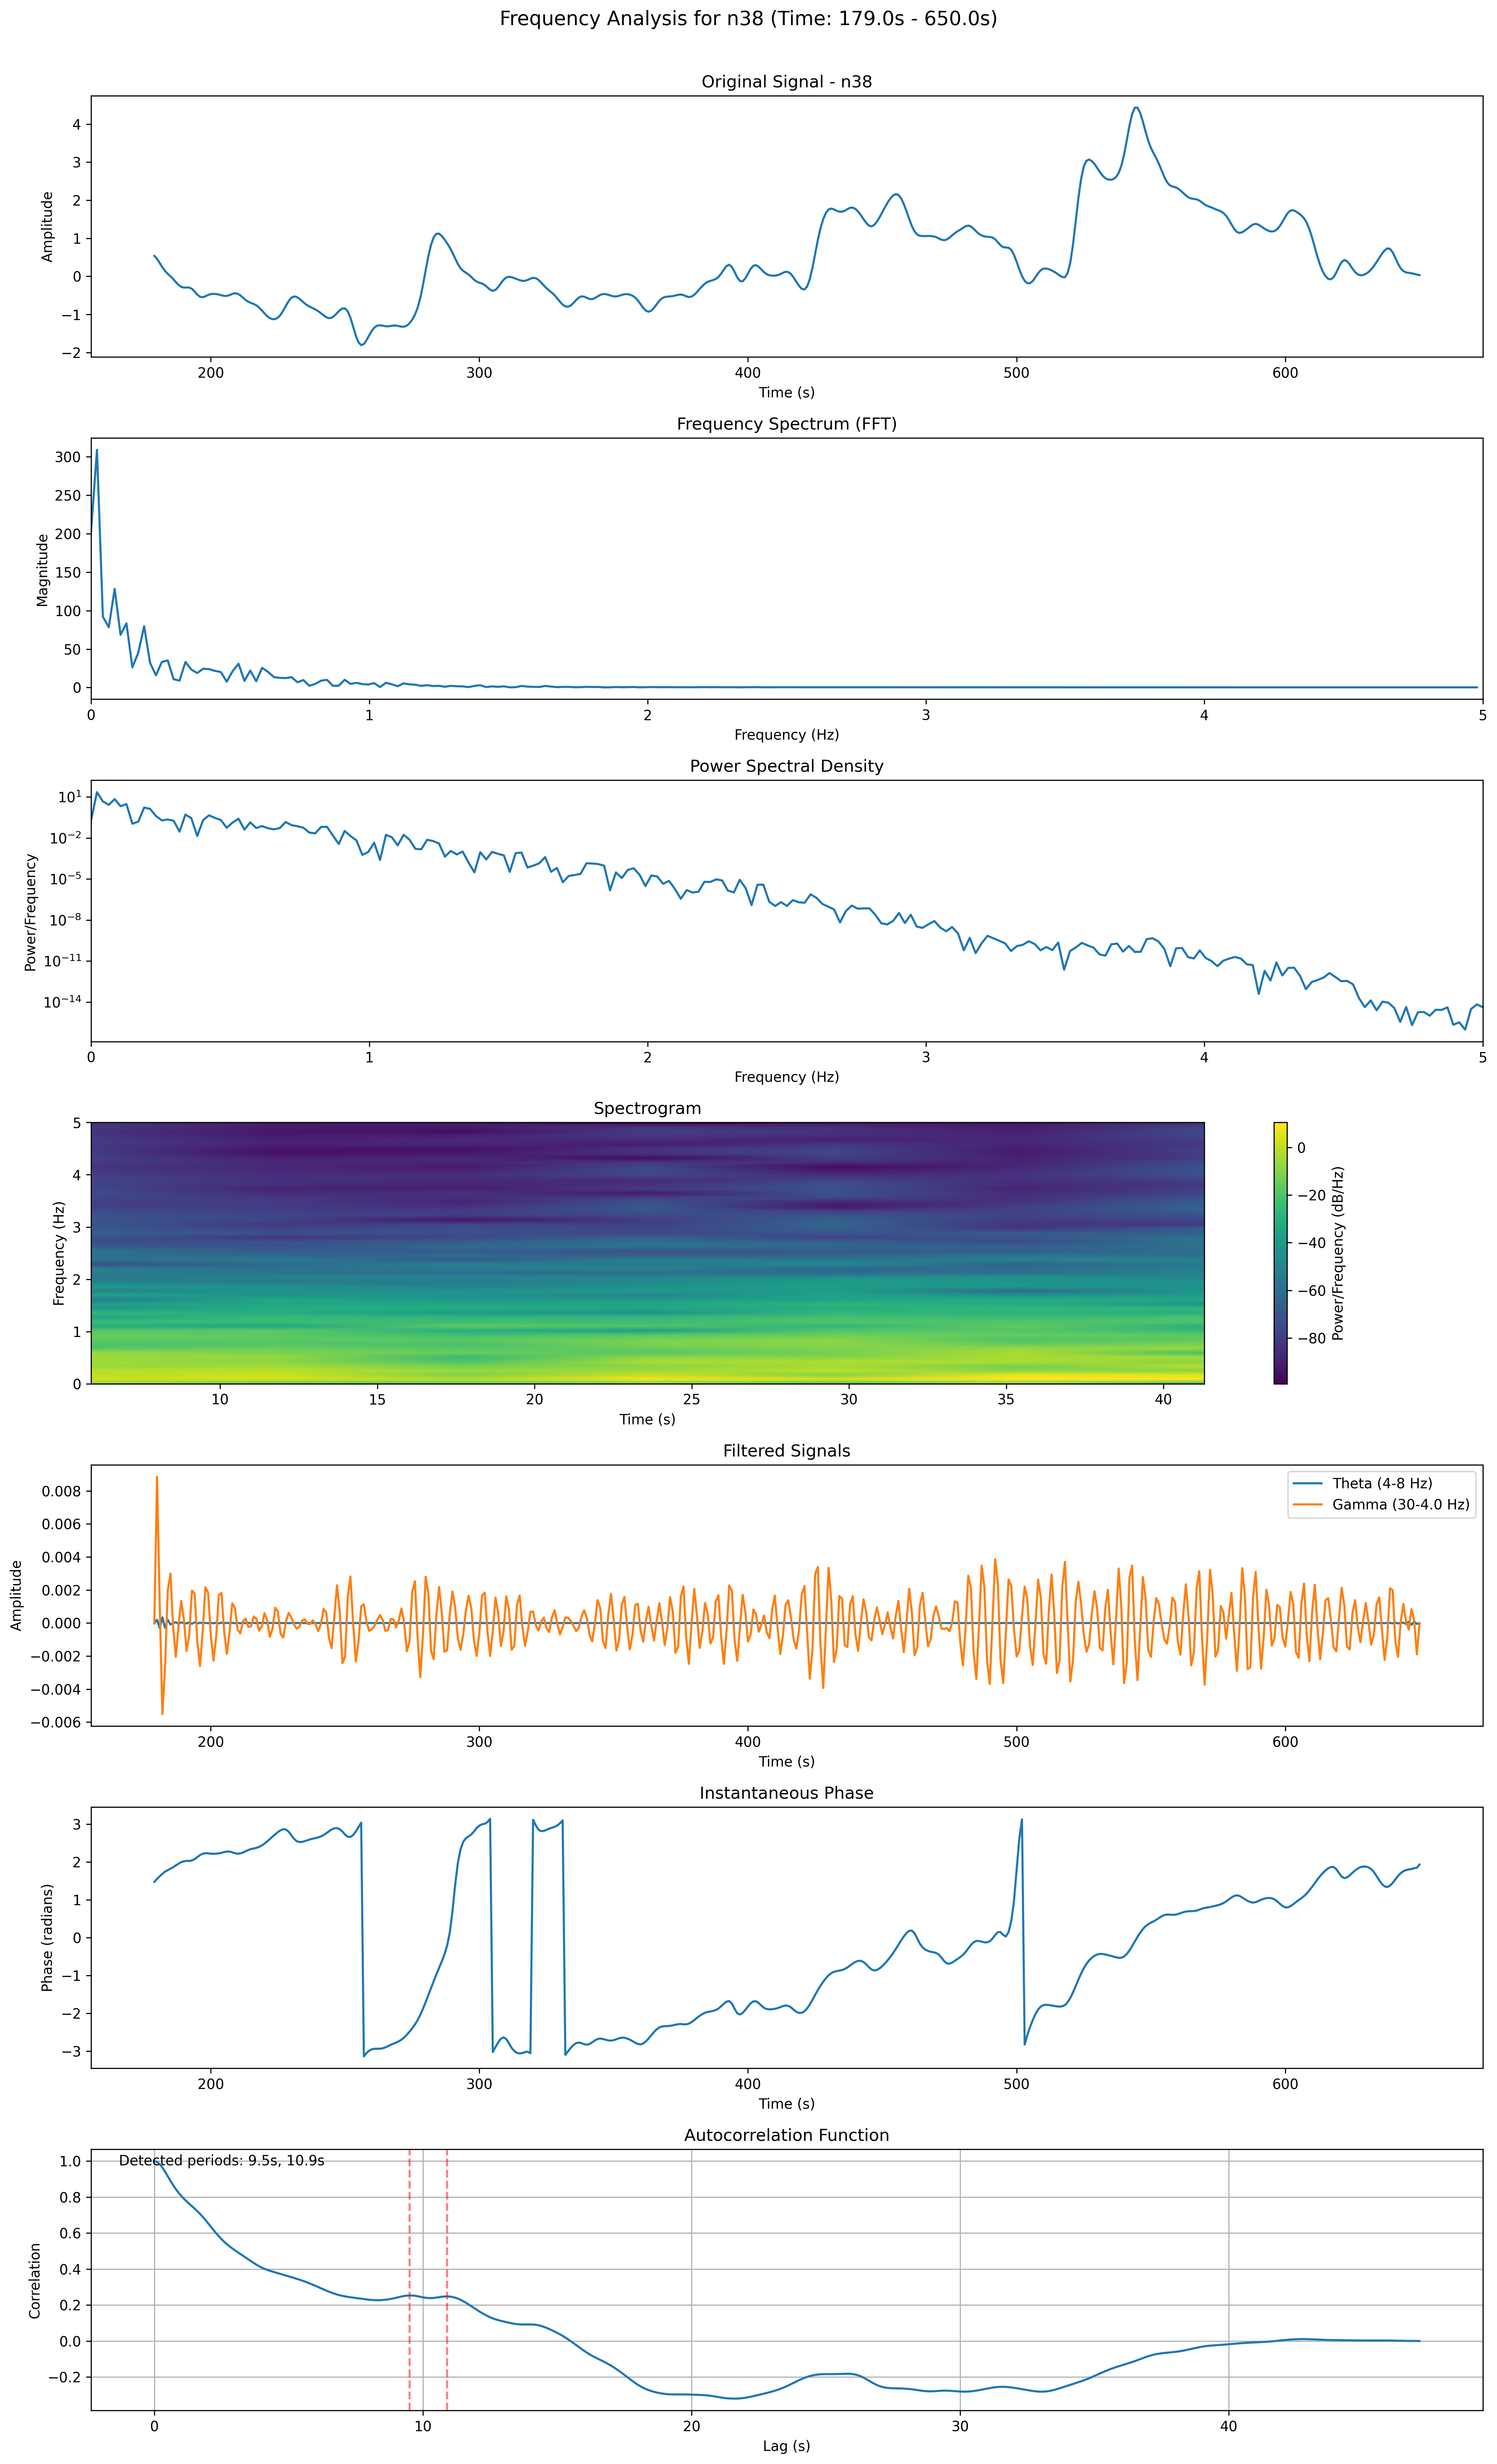 Frequency Analysis for n38 (Time: 179.0s - 650.0s)
Original Signal - n38
Amplitude
4
3
2
1
0
−1
−2
200 300 400 500 600
Time (s)
Frequency Spectrum (FFT)
Magnitude
300
250
200
150
100
50
0
0 1 2 3 4 5
Frequency (Hz)
Power Spectral Density
Power/Frequency
10^1
10^−2
10^−5
10^−8
10^−11
10^−14
0 1 2 3 4 5
Frequency (Hz)
Spectrogram
Frequency (Hz)
5
4
3
2
1
0
10 15 20 25 30 35 40
Time (s)
0
−20
−40
−60
−80
Power/Frequency (dB/Hz)
Filtered Signals
Amplitude
0.008
0.006
0.004
0.002
0.000
−0.002
−0.004
−0.006
Theta (4-8 Hz)
Gamma (30-4.0 Hz)
200 300 400 500 600
Time (s)
Instantaneous Phase
Phase (radians)
3
2
1
0
−1
−2
−3
200 300 400 500 600
Time (s)
Autocorrelation Function
Correlation
Detected periods: 9.5s, 10.9s
1.0
0.8
0.6
0.4
0.2
0.0
−0.2
0 10 20 30 40
Lag (s)